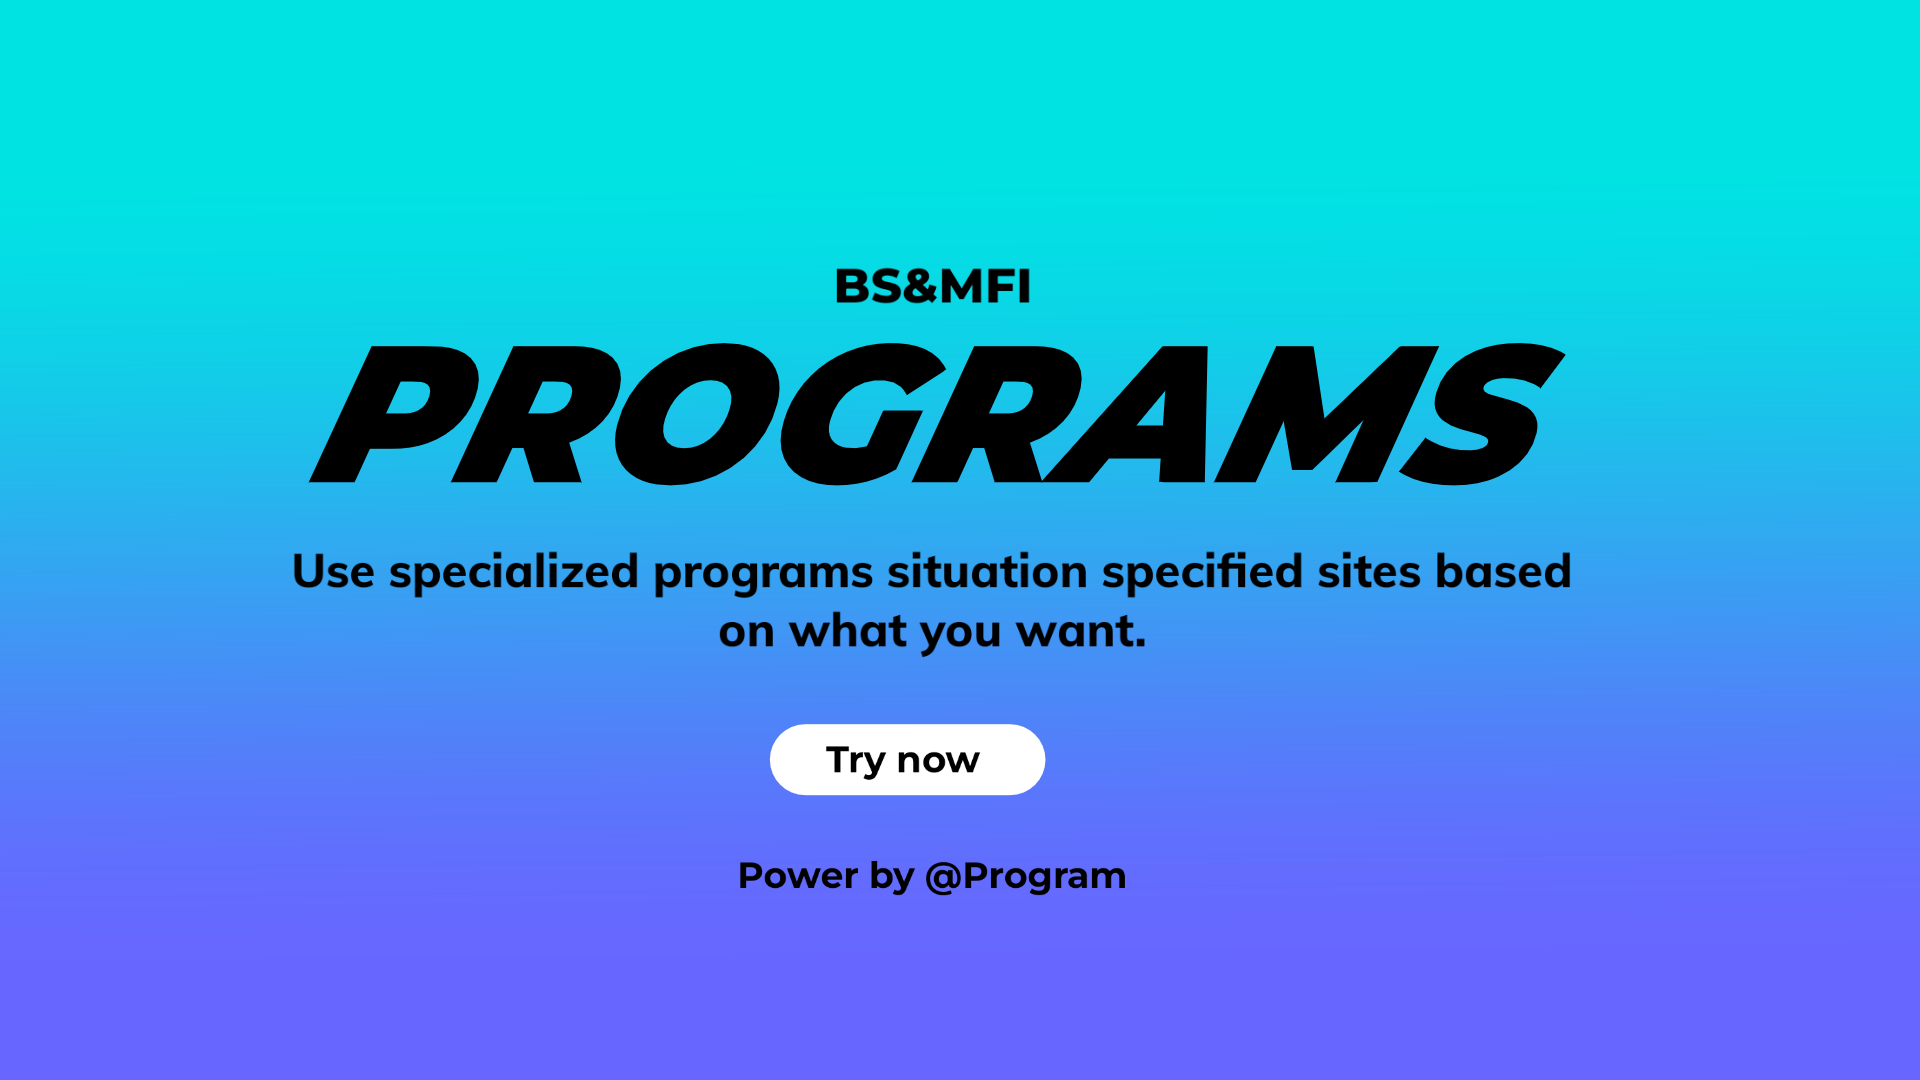 BS&MFI
PROGRAMS
Use specialized programs situation specified sites based
on what you want.
Try now
Power by @Program